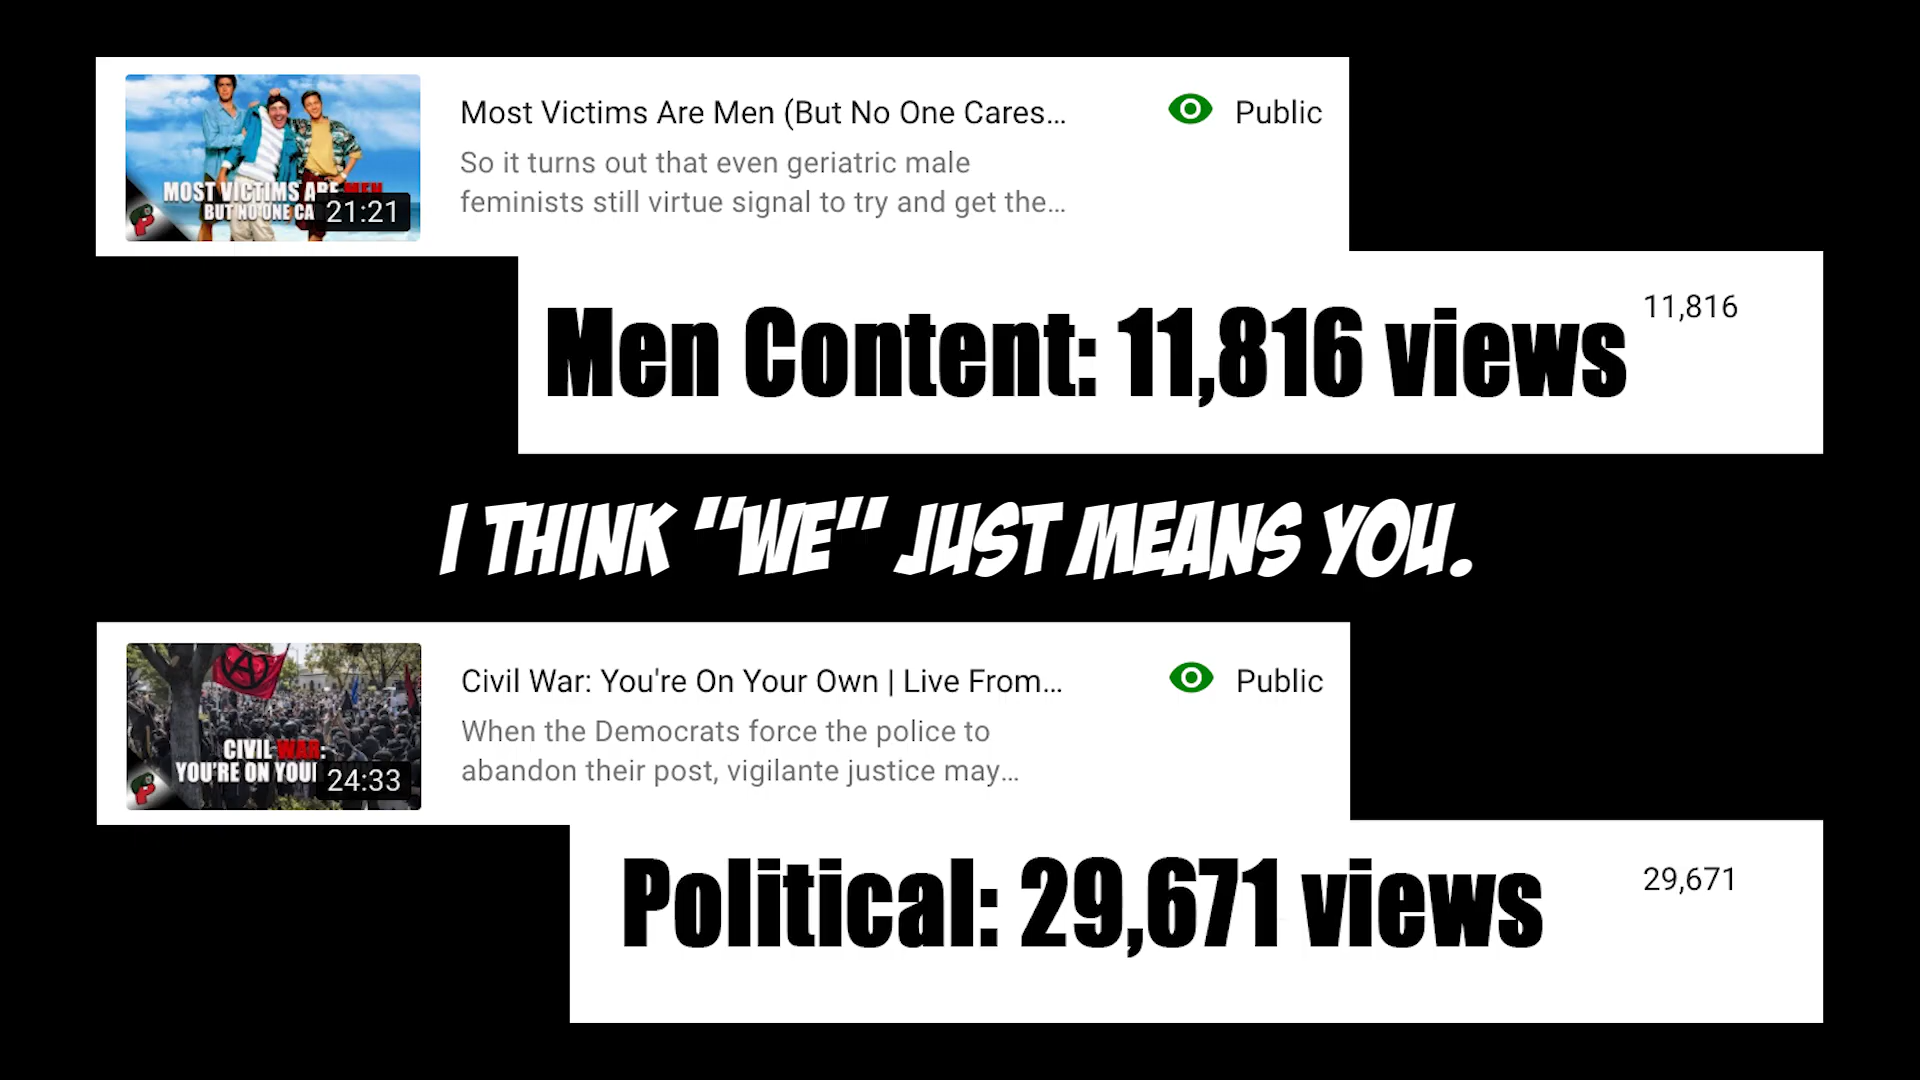 MOST VICTIMS ARE MEN
BUT NO ONE CA
21:21
Most Victims Are Men (But No One Cares...
So it turns out that even geriatric male
feminists still virtue signal to try and get the...
Public
11,816
Men Content: 11,816 views
I THINK "WE" JUST MEANS YOU.
CIVIL WAR:
YOU'RE ON YOUR
24:33
Civil War: You're On Your Own | Live From...
When the Democrats force the police to
abandon their post, vigilante justice may...
Public
29,671
Political: 29,671 views